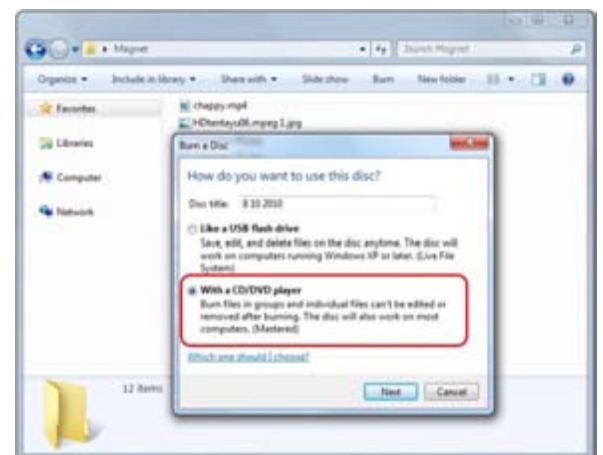 Magnet
Search Magnet
Organize
Include in library
Share with
Slide show
Burn
New folder
Favorites
Libraries
Computer
Network
chappy.mp4
Burn a Disc
How do you want to use this disc?
Disc title: 8 10 2010
Like a USB flash drive
Save, edit, and delete files on the disc anytime. The disc will
work on computers running Windows XP or later. (Live File
System)
With a CD/DVD player
Burn files in groups and individual files can't be edited or
removed after burning. The disc will also work on most
computers. (Mastered)
Which one should I choose?
Next
Cancel
12 items